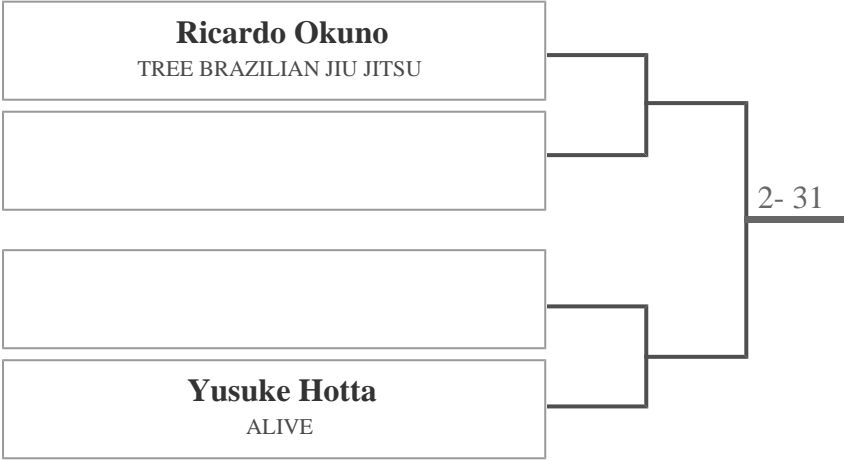 Ricardo Okuno
TREE BRAZILIAN JIU JITSU
2- 31
Yusuke Hotta
ALIVE